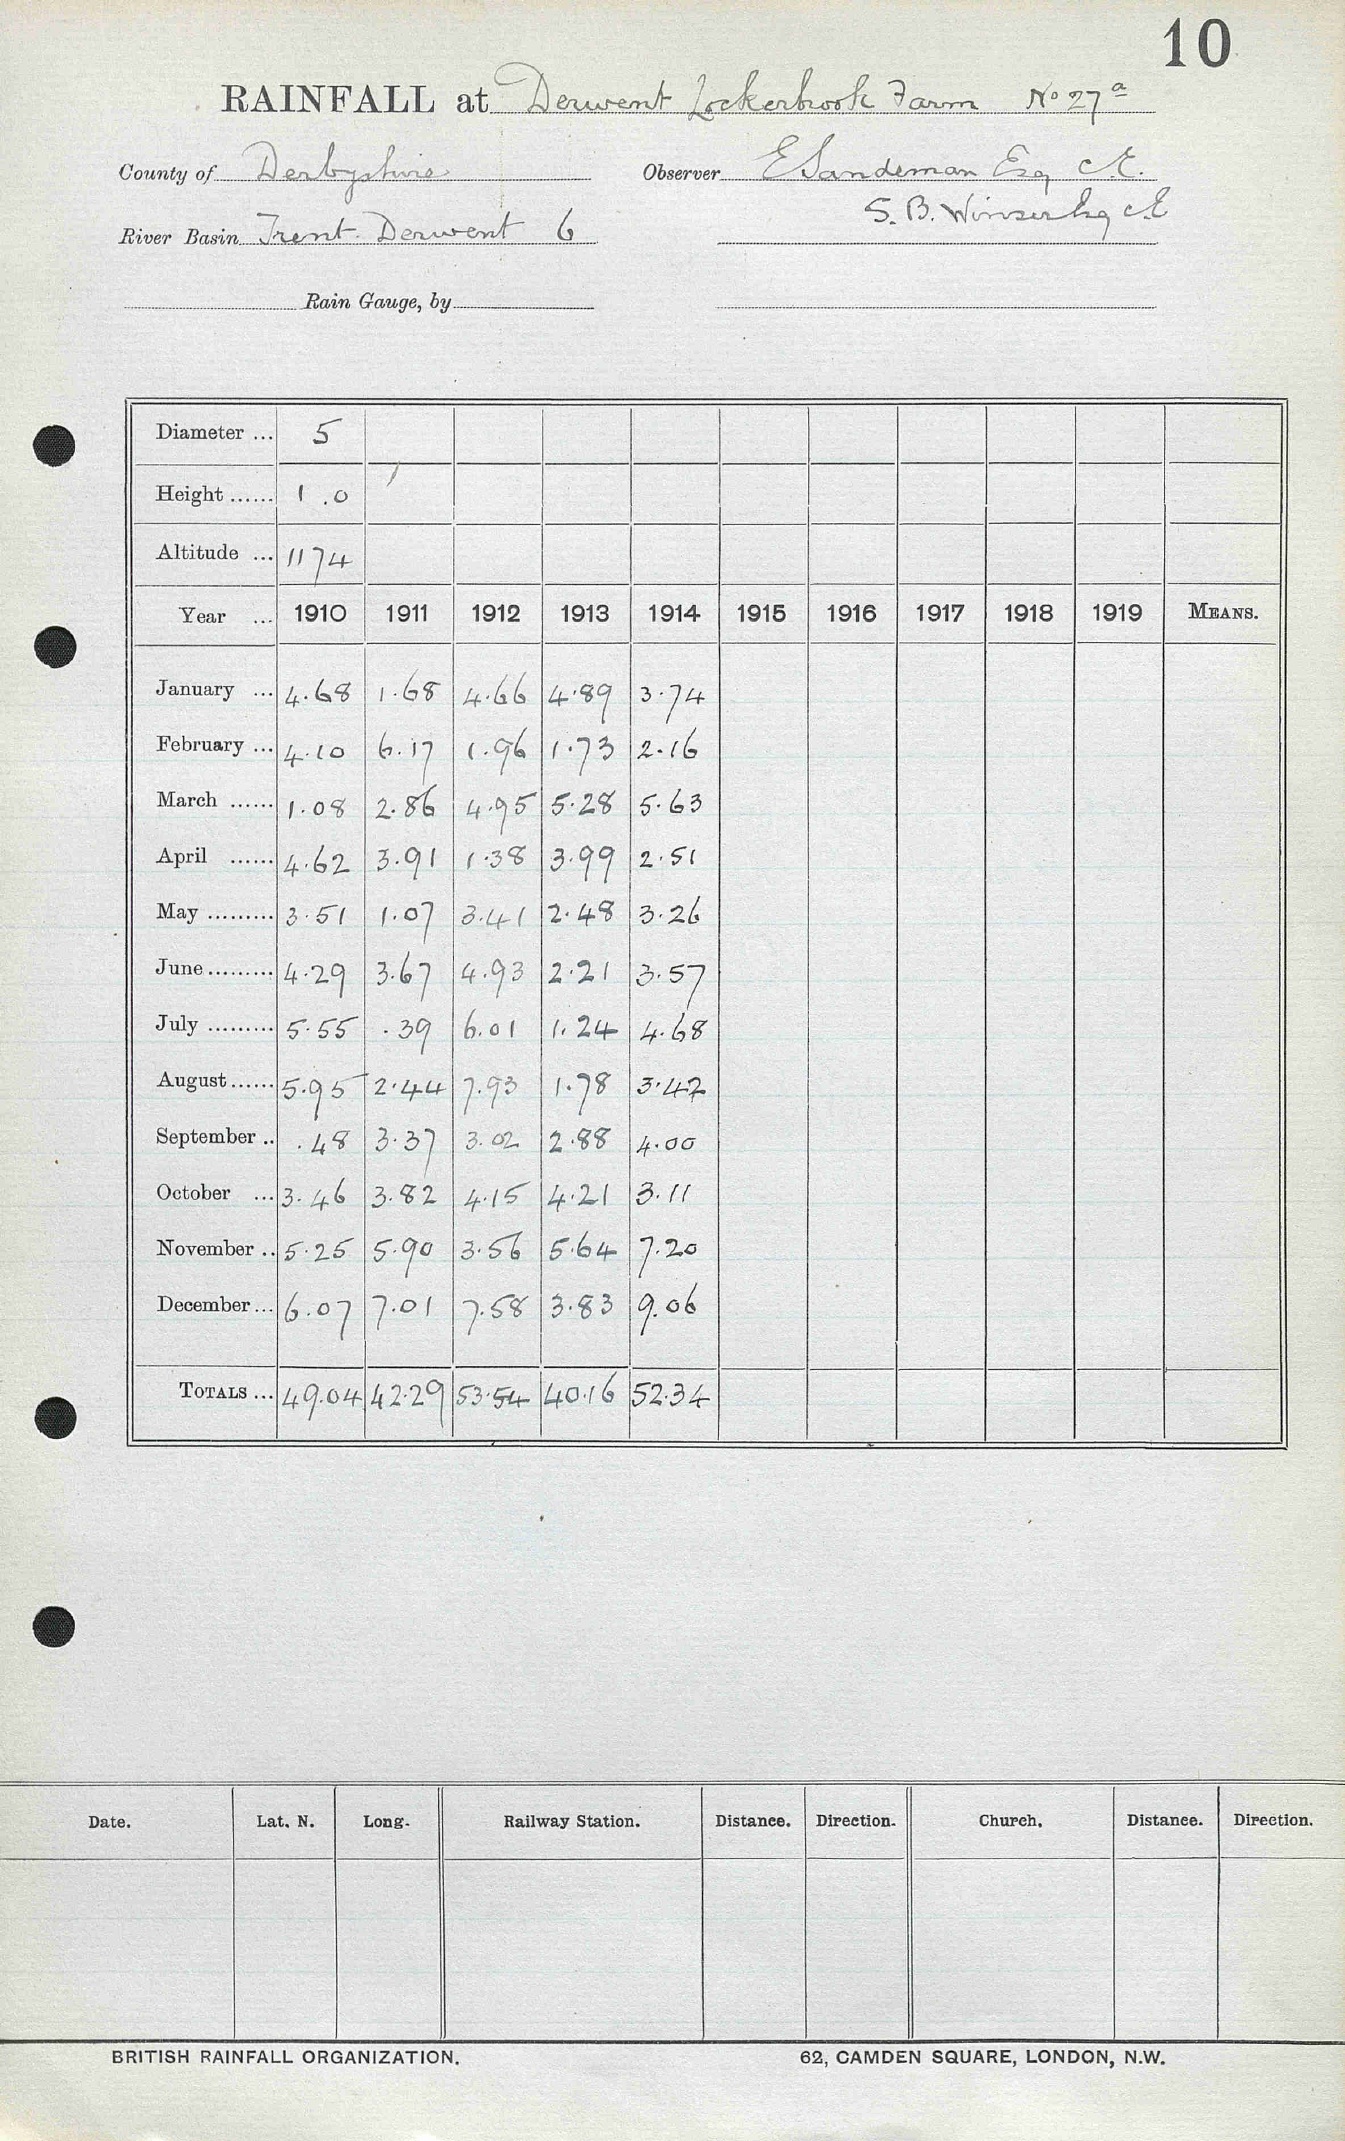 10
RAINFALL at Derwent Lockerbrook Farm No 27a
County of Derbyshire Observer E Sandeman Esq C.E.
S. B. Winser Esq C.E
River Basin Trent. Derwent 6
Rain Gauge, by
Diameter ... 5
Height ...... 1.0
Altitude ... 1174
Year ... 1910 1911 1912 1913 1914 1915 1916 1917 1918 1919 MEANS.
January ... 4.68 1.68 4.66 4.89 3.74
February ... 4.10 6.17 1.96 1.73 2.16
March ...... 1.08 2.86 4.95 5.28 5.63
April ...... 4.62 3.91 1.38 3.99 2.51
May ......... 3.51 1.07 3.41 2.48 3.26
June ......... 4.29 3.67 4.93 2.21 3.57
July ......... 5.55 .39 6.01 1.24 4.68
August ...... 5.95 2.44 7.93 1.78 3.42
September .. .48 3.37 3.02 2.88 4.00
October ... 3.46 3.82 4.15 4.21 3.11
November .. 5.25 5.90 3.56 5.64 7.20
December ... 6.07 7.01 7.58 3.83 9.06
TOTALS ... 49.04 42.29 53.54 40.16 52.34
Date. Lat. N. Long. Railway Station. Distance. Direction. Church. Distance. Direction.
BRITISH RAINFALL ORGANIZATION. 62, CAMDEN SQUARE, LONDON, N.W.